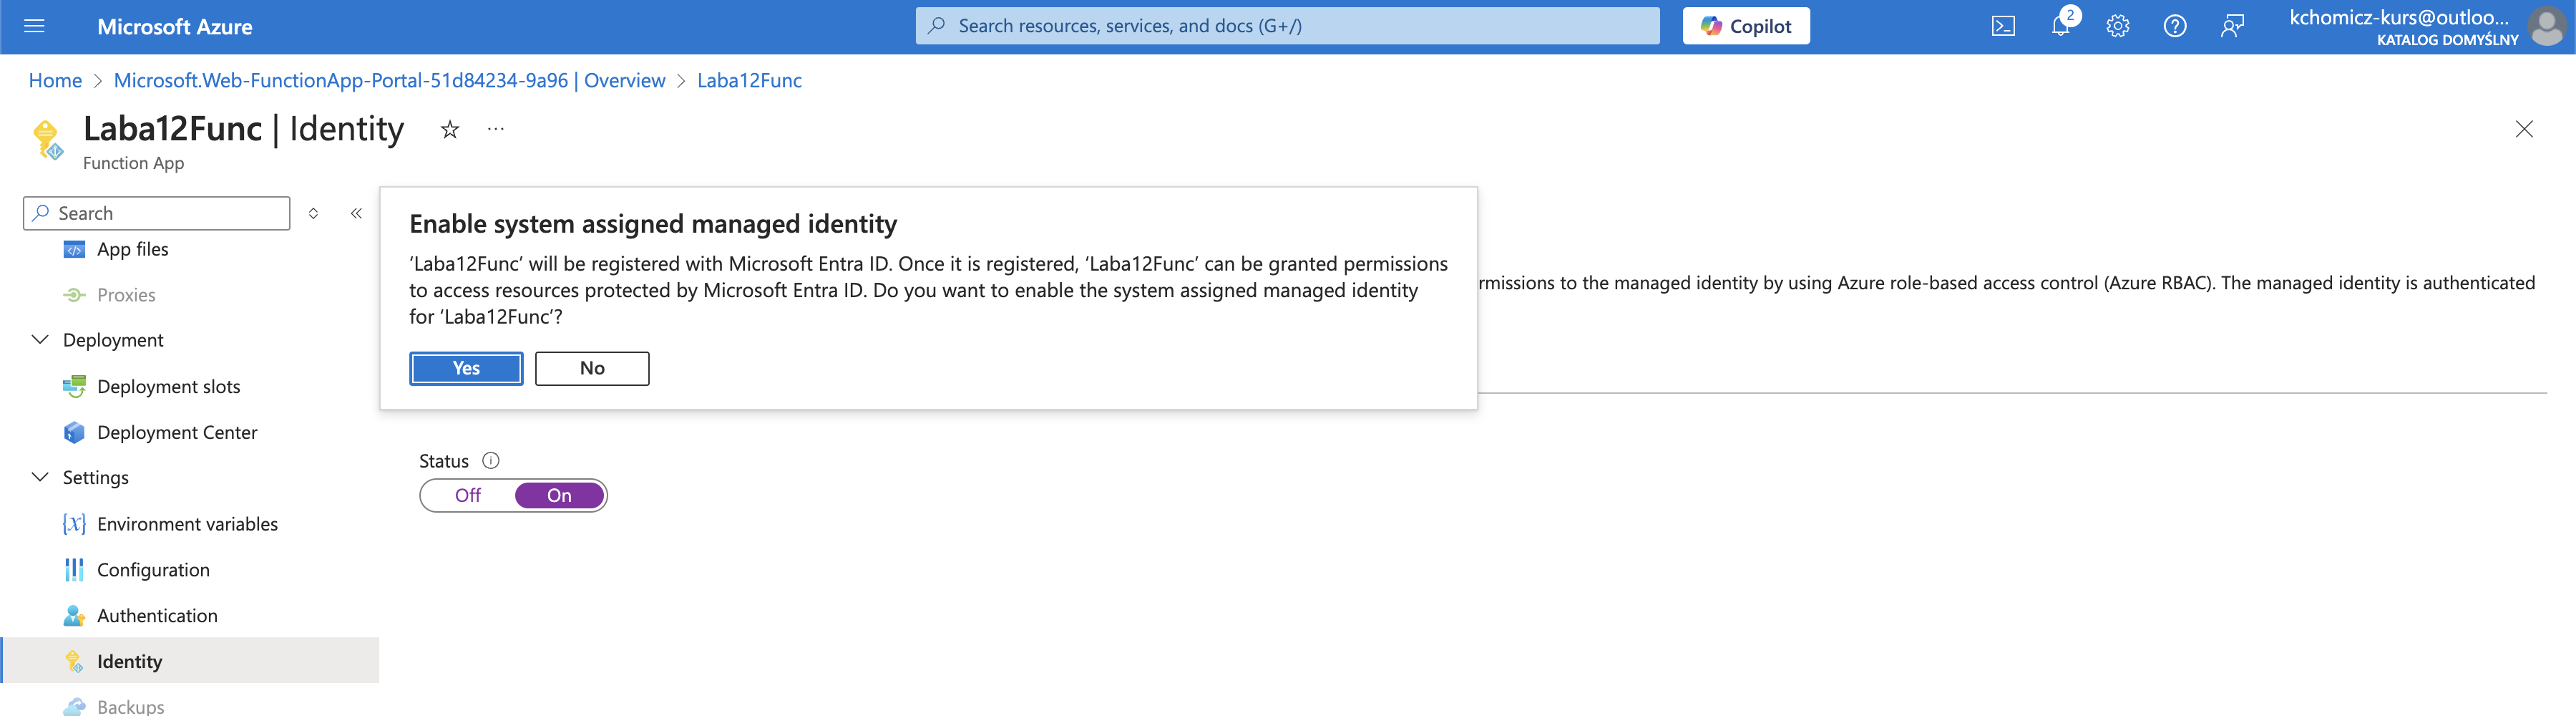 Microsoft Azure
Search resources, services, and docs (G+/)
Copilot
2
kchomicz-kurs@outloo...
KATALOG DOMYŚLNY
Home > Microsoft.Web-FunctionApp-Portal-51d84234-9a96 | Overview > Laba12Func
Laba12Func | Identity
Function App
Search
App files
Proxies
Deployment
Deployment slots
Deployment Center
Settings
Environment variables
Configuration
Authentication
Identity
Backups
Enable system assigned managed identity
‘Laba12Func’ will be registered with Microsoft Entra ID. Once it is registered, ‘Laba12Func’ can be granted permissions
to access resources protected by Microsoft Entra ID. Do you want to enable the system assigned managed identity
for ‘Laba12Func’?
Yes
No
rmissions to the managed identity by using Azure role-based access control (Azure RBAC). The managed identity is authenticated
Status
Off
On